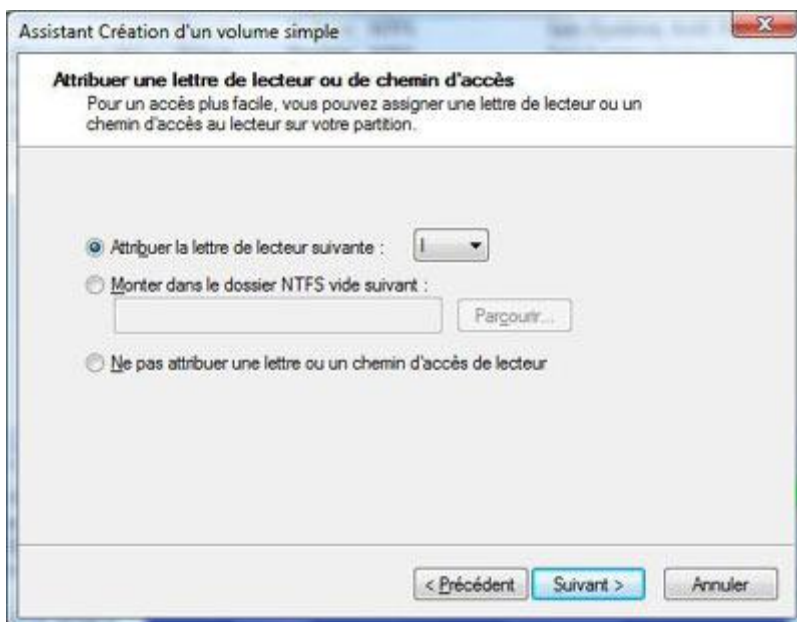 Assistant Création d'un volume simple
Attribuer une lettre de lecteur ou de chemin d'accès
Pour un accès plus facile, vous pouvez assigner une lettre de lecteur ou un
chemin d'accès au lecteur sur votre partition.
Attribuer la lettre de lecteur suivante : I
Monter dans le dossier NTFS vide suivant :
Parcourir...
Ne pas attribuer une lettre ou un chemin d'accès de lecteur
< Précédent Suivant > Annuler